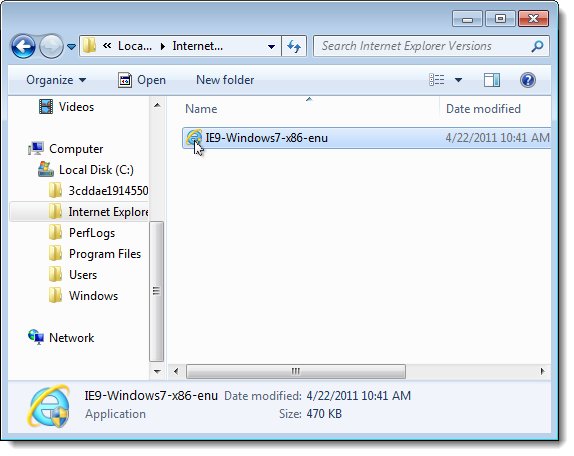 « Loca... ▸ Internet...
Search Internet Explorer Versions
Organize Open New folder
Videos
Computer
Local Disk (C:)
3cddae1914550
Internet Explore
PerfLogs
Program Files
Users
Windows
Network
Name Date modified
IE9-Windows7-x86-enu 4/22/2011 10:41 AM
IE9-Windows7-x86-enu Date modified: 4/22/2011 10:41 AM
Application Size: 470 KB